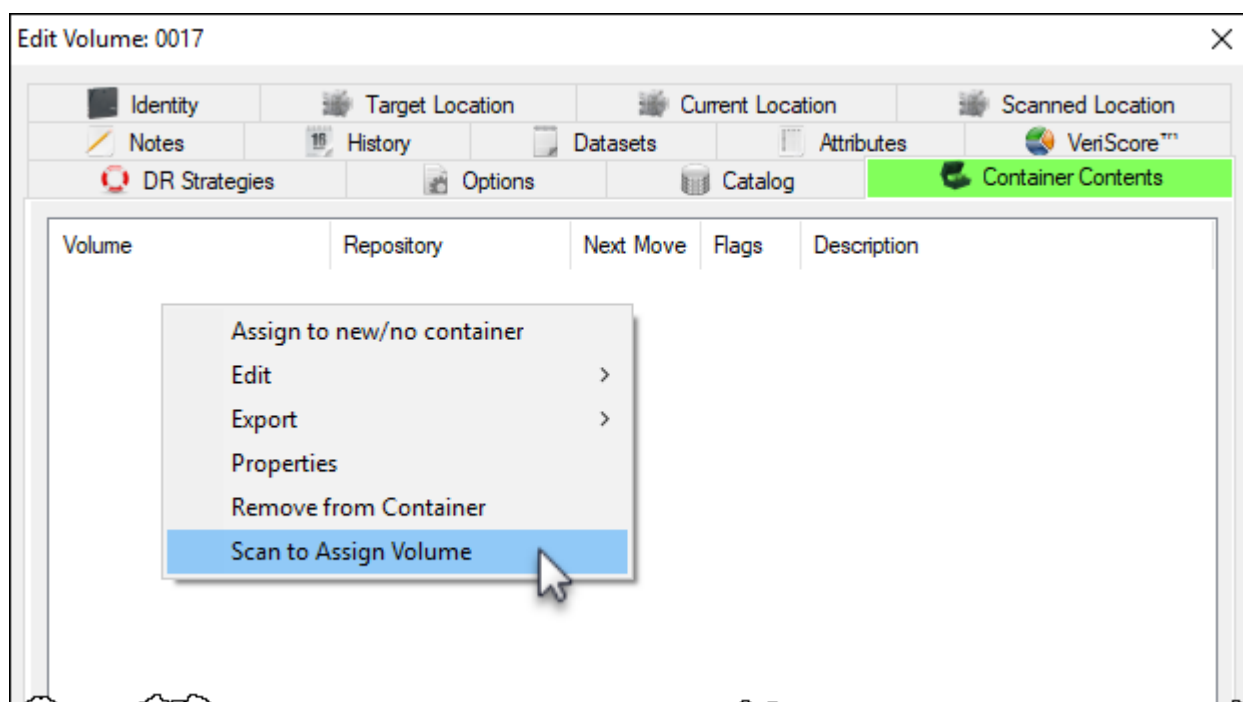 Edit Volume: 0017
Identity Target Location Current Location Scanned Location
Notes 16 History Datasets Attributes VeriScore™
DR Strategies Options Catalog Container Contents
Volume Repository Next Move Flags Description
Assign to new/no container
Edit
Export
Properties
Remove from Container
Scan to Assign Volume